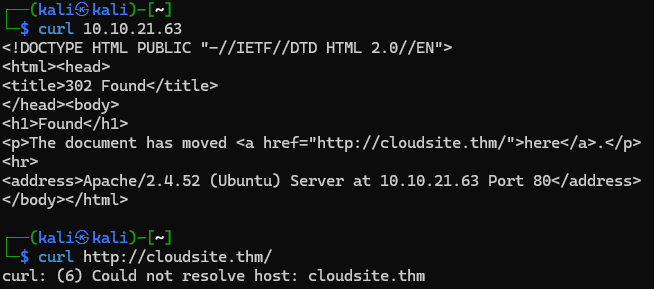 ┌──(kali㉿kali)-[~]
└─$ curl 10.10.21.63
<!DOCTYPE HTML PUBLIC "-//IETF//DTD HTML 2.0//EN">
<html><head>
<title>302 Found</title>
</head><body>
<h1>Found</h1>
<p>The document has moved <a href="http://cloudsite.thm/">here</a>.</p>
<hr>
<address>Apache/2.4.52 (Ubuntu) Server at 10.10.21.63 Port 80</address>
</body></html>
┌──(kali㉿kali)-[~]
└─$ curl http://cloudsite.thm/
curl: (6) Could not resolve host: cloudsite.thm